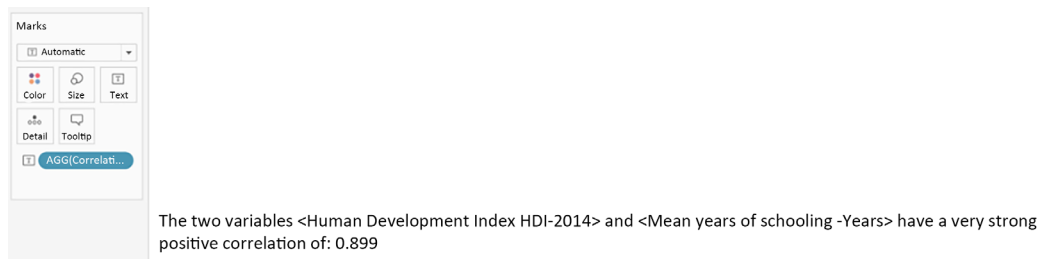 Marks
Automatic
Color Size Text
Detail Tooltip
AGG(Correlati...
The two variables <Human Development Index HDI-2014> and <Mean years of schooling -Years> have a very strong
positive correlation of: 0.899